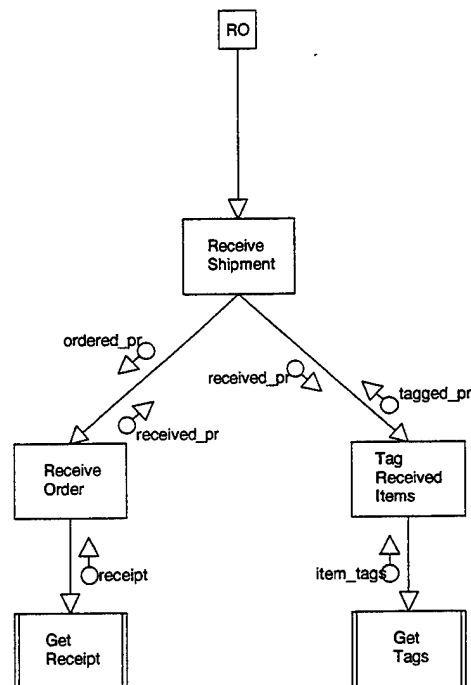 RO
Receive
Shipment
ordered_pr
received_pr
received_pr
tagged_pr
Receive
Order
Tag
Received
Items
receipt
item_tags
Get
Receipt
Get
Tags